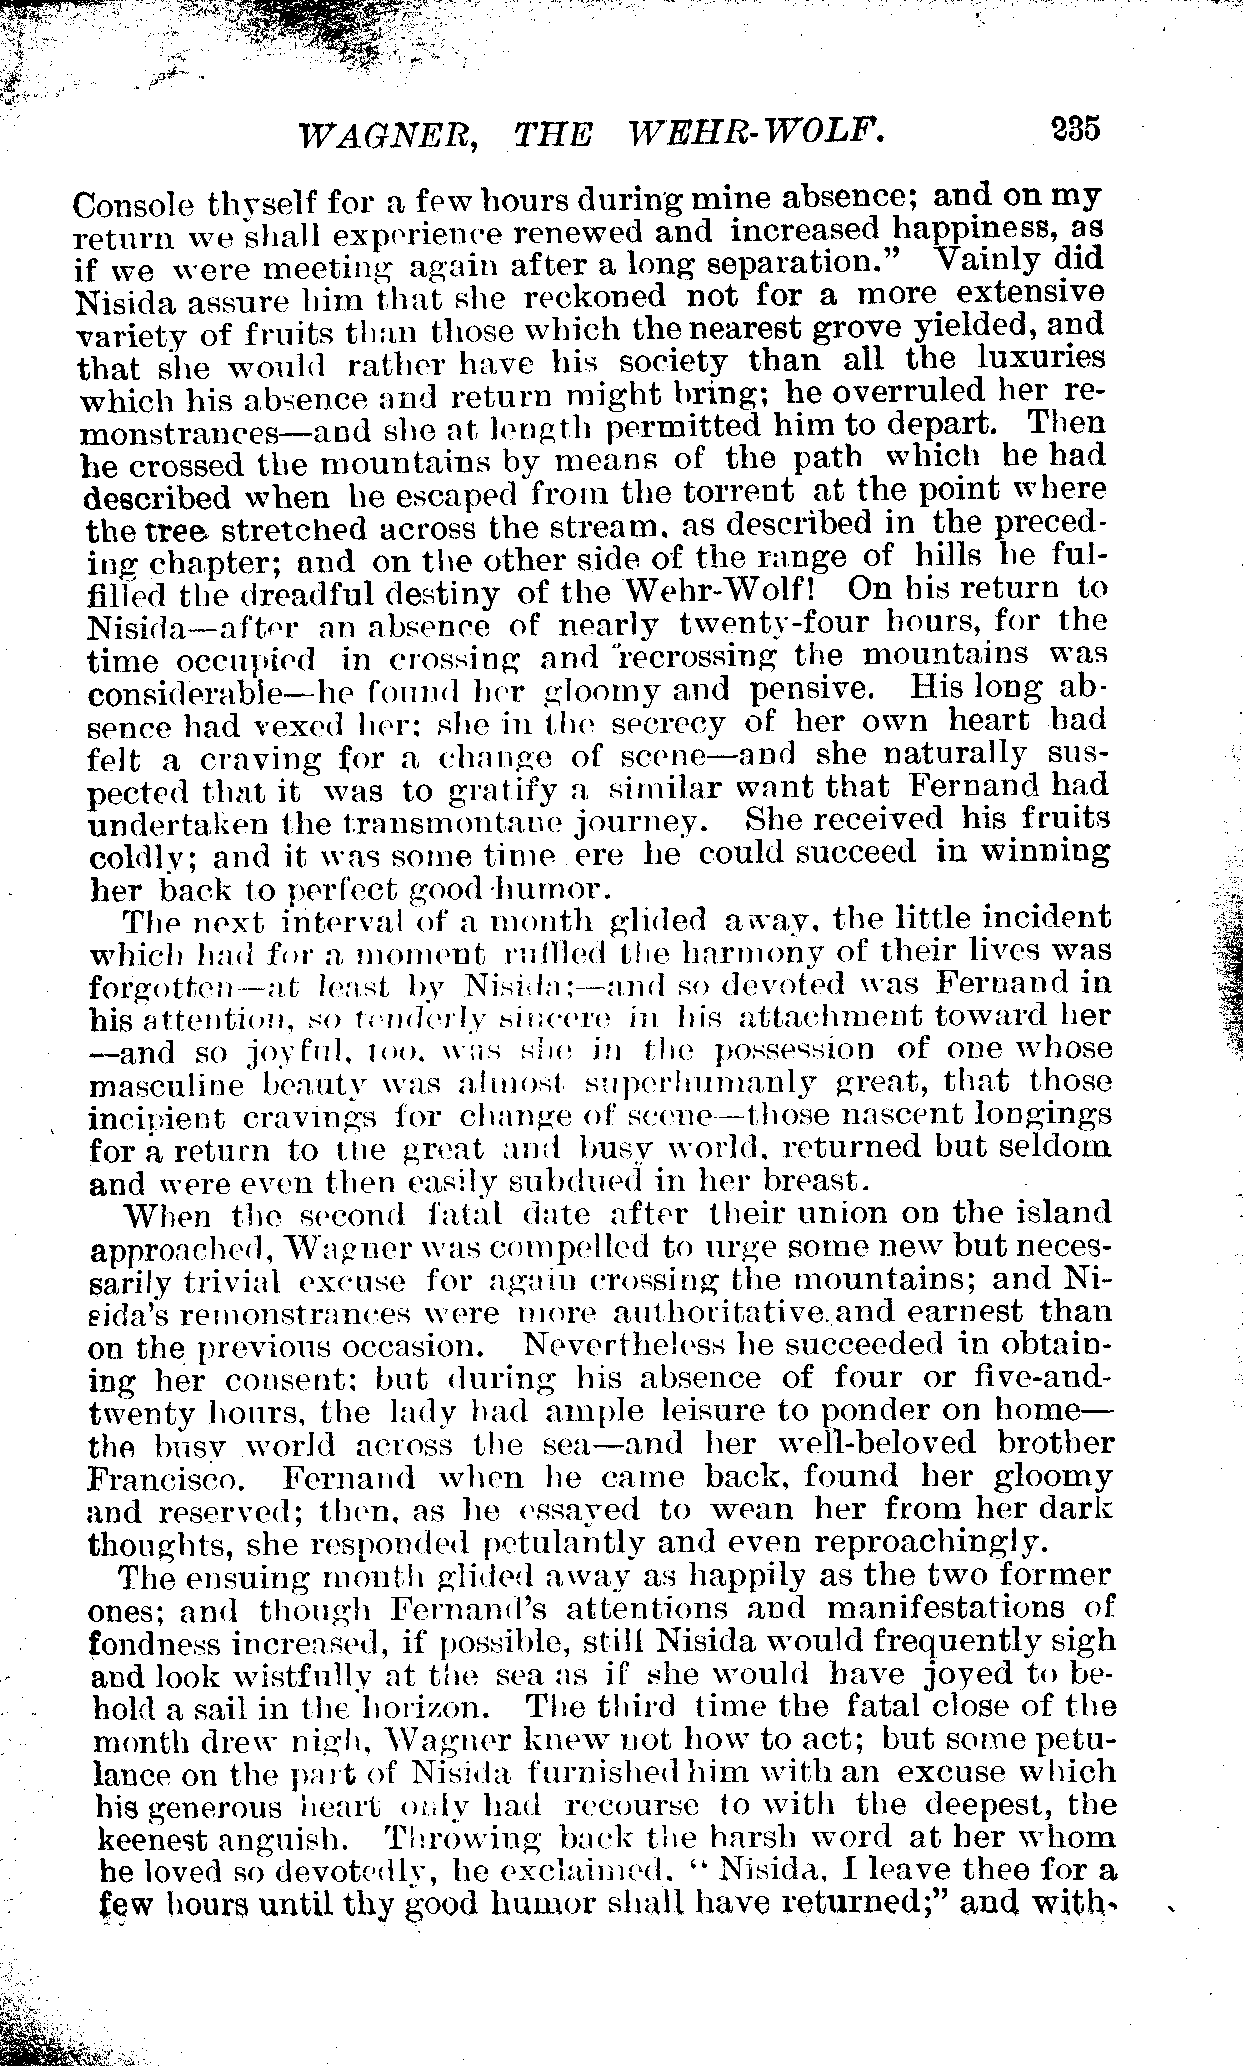 WAGNER, THE WEHR-WOLF. 235
Console thyself for a few hours during mine absence; and on my
return we shall experience renewed and increased happiness, as
if we were meeting again after a long separation." Vainly did
Nisida assure him that she reckoned not for a more extensive
variety of fruits than those which the nearest grove yielded, and
that she would rather have his society than all the luxuries
which his absence and return might bring; he overruled her re-
monstrances—and she at length permitted him to depart. Then
he crossed the mountains by means of the path which he had
described when he escaped from the torrent at the point where
the tree stretched across the stream, as described in the preced-
ing chapter; and on the other side of the range of hills he ful-
filled the dreadful destiny of the Wehr-Wolf! On his return to
Nisida—after an absence of nearly twenty-four hours, for the
time occupied in crossing and recrossing the mountains was
considerable—he found her gloomy and pensive. His long ab-
sence had vexed her; she in the secrecy of her own heart had
felt a craving for a change of scene—and she naturally sus-
pected that it was to gratify a similar want that Fernand had
undertaken the transmontane journey. She received his fruits
coldly; and it was some time ere he could succeed in winning
her back to perfect good-humor.
The next interval of a month glided away, the little incident
which had for a moment ruffled the harmony of their lives was
forgotten—at least by Nisida;—and so devoted was Fernand in
his attention, so tenderly sincere in his attachment toward her
—and so joyful, too, was she in the possession of one whose
masculine beauty was almost superhumanly great, that those
incipient cravings for change of scene—those nascent longings
for a return to the great and busy world, returned but seldom
and were even then easily subdued in her breast.
When the second fatal date after their union on the island
approached, Wagner was compelled to urge some new but neces-
sarily trivial excuse for again crossing the mountains; and Ni-
sida's remonstrances were more authoritative and earnest than
on the previous occasion. Nevertheless he succeeded in obtain-
ing her consent; but during his absence of four or five-and-
twenty hours, the lady had ample leisure to ponder on home—
the busy world across the sea—and her well-beloved brother
Francisco. Fernand when he came back, found her gloomy
and reserved; then, as he essayed to wean her from her dark
thoughts, she responded petulantly and even reproachingly.
The ensuing month glided away as happily as the two former
ones; and though Fernand's attentions and manifestations of
fondness increased, if possible, still Nisida would frequently sigh
and look wistfully at the sea as if she would have joyed to be-
hold a sail in the horizon. The third time the fatal close of the
month drew nigh, Wagner knew not how to act; but some petu-
lance on the part of Nisida furnished him with an excuse which
his generous heart only had recourse to with the deepest, the
keenest anguish. Throwing back the harsh word at her whom
he loved so devotedly, he exclaimed, "Nisida, I leave thee for a
few hours until thy good humor shall have returned;" and with-